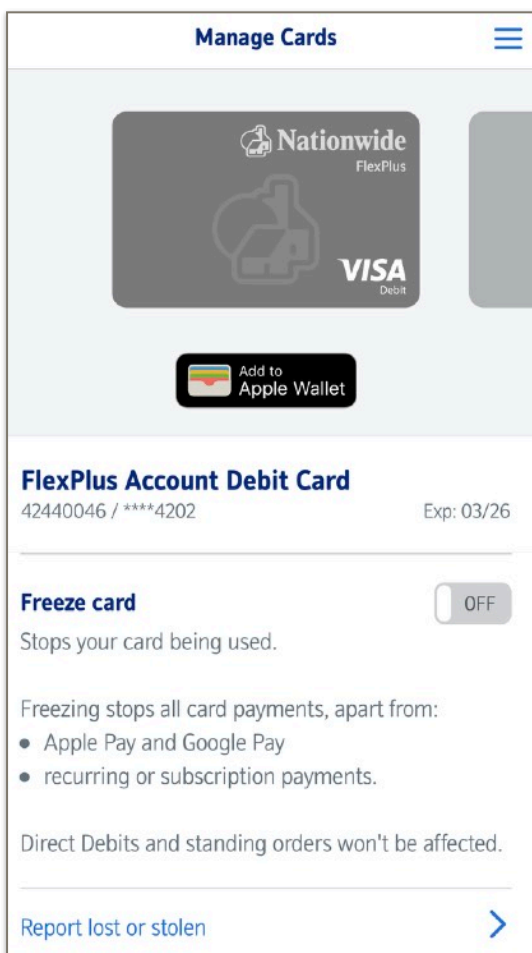 Manage Cards
Nationwide
FlexPlus
VISA
Debit
Add to
Apple Wallet
FlexPlus Account Debit Card
42440046 / ****4202 Exp: 03/26
Freeze card OFF
Stops your card being used.
Freezing stops all card payments, apart from:
• Apple Pay and Google Pay
• recurring or subscription payments.
Direct Debits and standing orders won't be affected.
Report lost or stolen